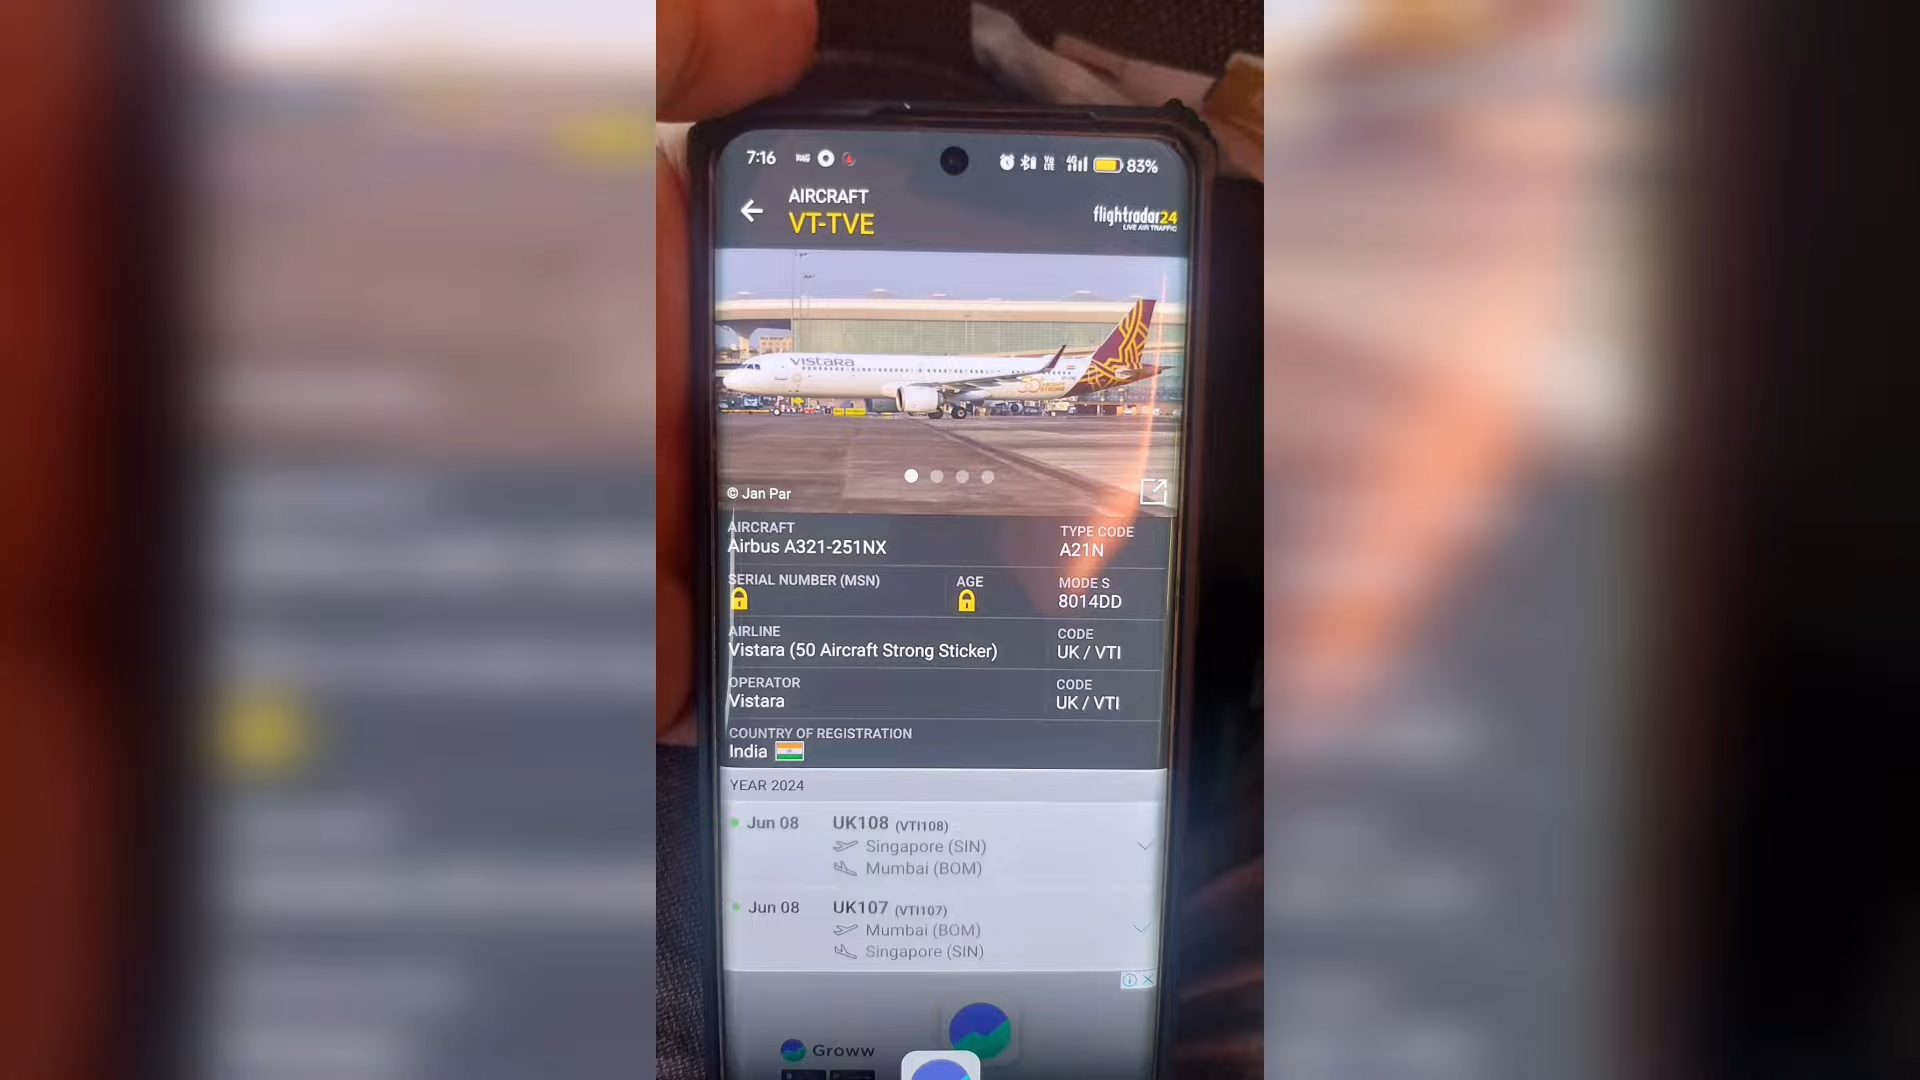 7:16
4G
83%
AIRCRAFT
VT-TVE
flightradar24
LIVE AIR TRAFFIC
VISTARA
© Jan Par
AIRCRAFT
Airbus A321-251NX
TYPE CODE
A21N
SERIAL NUMBER (MSN)
AGE
MODE S
8014DD
AIRLINE
Vistara (50 Aircraft Strong Sticker)
CODE
UK / VTI
OPERATOR
Vistara
CODE
UK / VTI
COUNTRY OF REGISTRATION
India
YEAR 2024
Jun 08
UK108 (VTI108)
Singapore (SIN)
Mumbai (BOM)
Jun 08
UK107 (VTI107)
Mumbai (BOM)
Singapore (SIN)
Groww